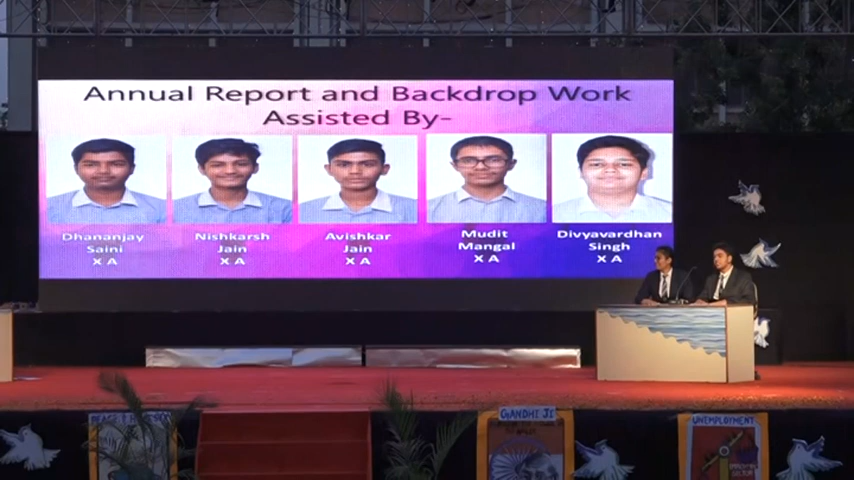 Annual Report and Backdrop Work
Assisted By-
Dhananjay
Saini
X A
Nishkarsh
Jain
X A
Avishkar
Jain
X A
Mudit
Mangal
X A
Divyavardhan
Singh
X A
GANDHI JI
UNEMPLOYMENT